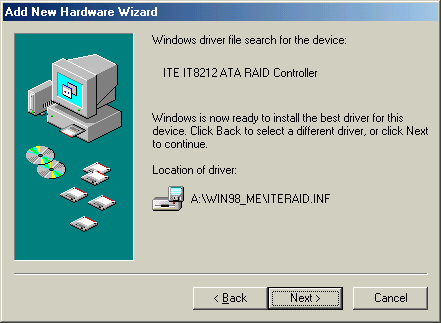 Add New Hardware Wizard
Windows driver file search for the device:
ITE IT8212 ATA RAID Controller
Windows is now ready to install the best driver for this
device. Click Back to select a different driver, or click Next
to continue.
Location of driver:
A:\WIN98_ME\ITERAID.INF
< Back
Next >
Cancel